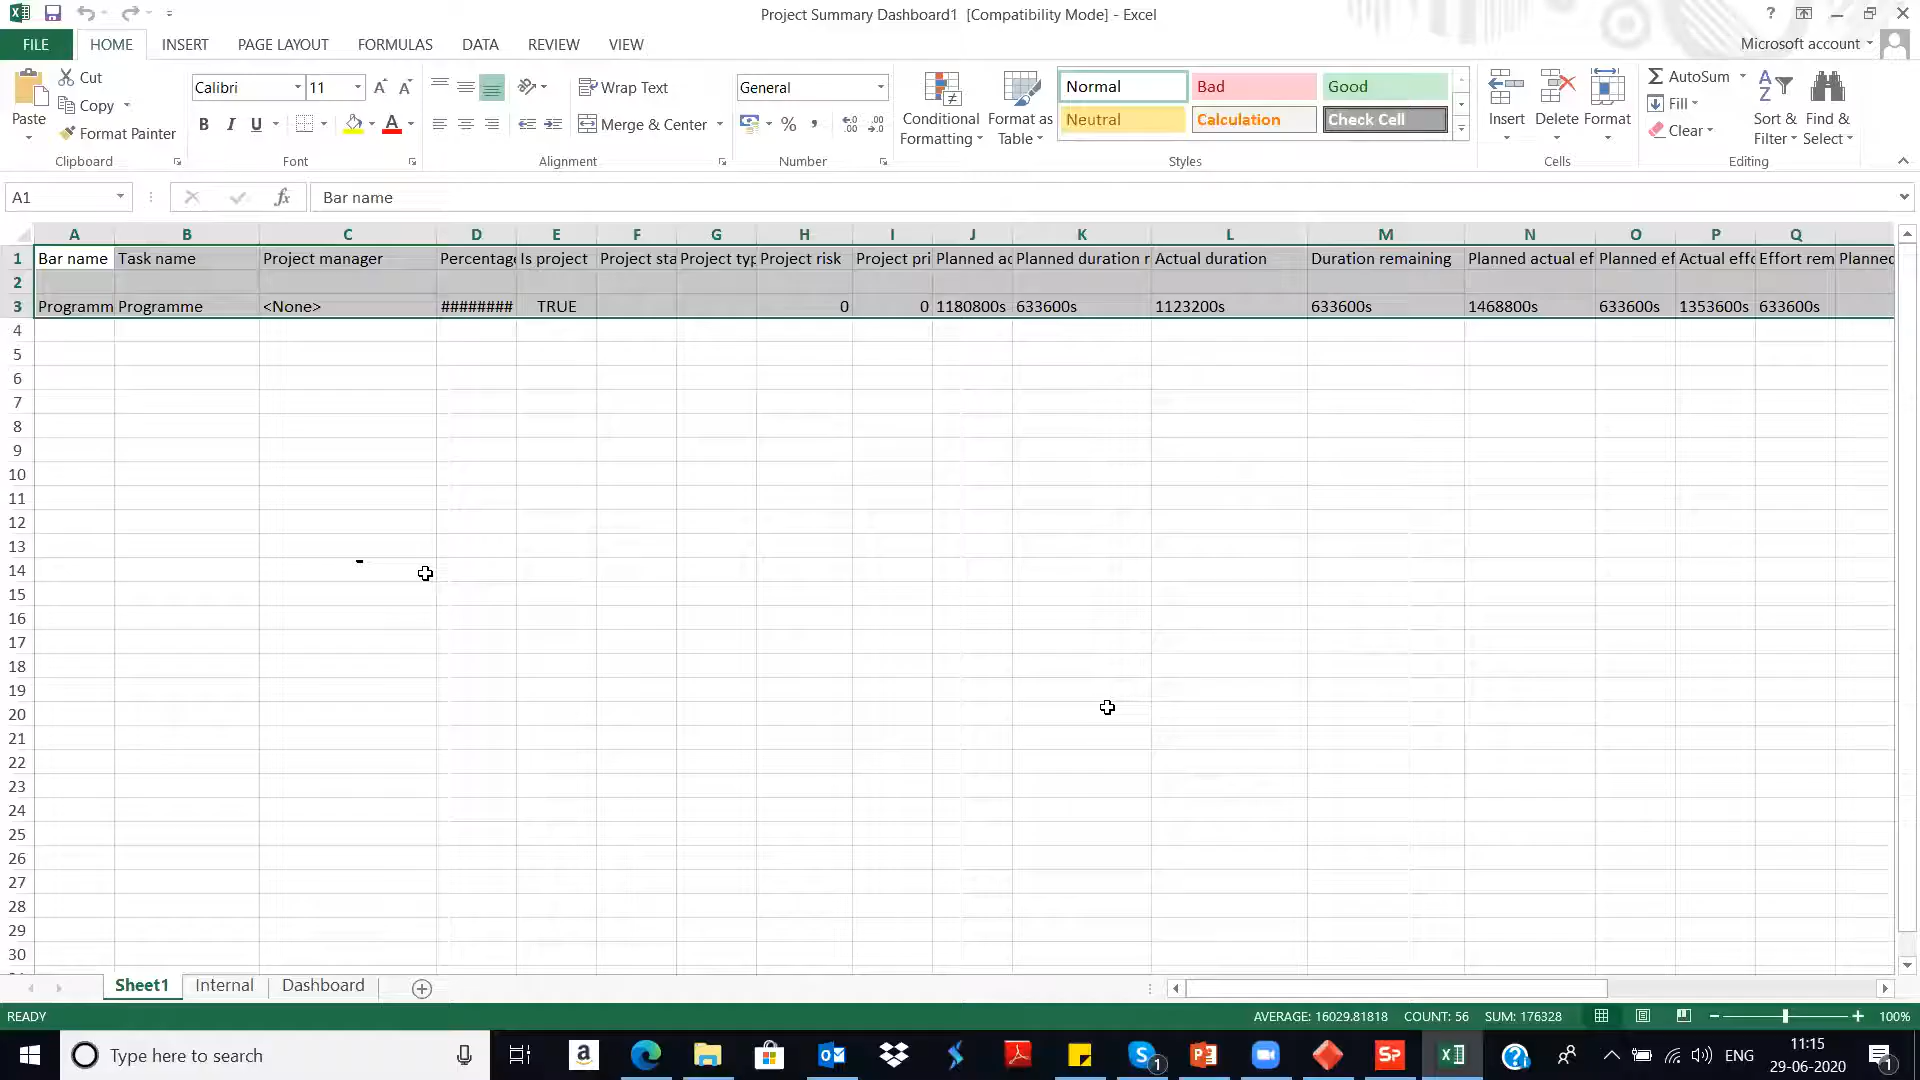 Project Summary Dashboard1 [Compatibility Mode] - Excel
?
FILE HOME INSERT PAGE LAYOUT FORMULAS DATA REVIEW VIEW Microsoft account
Paste Cut Copy Format Painter Clipboard
Calibri 11 B I U A Font
Wrap Text Merge & Center Alignment
General % , Number
Conditional Formatting Format as Table
Normal Bad Good
Neutral Calculation Check Cell
Styles
Insert Delete Format Cells
AutoSum Fill Clear Sort & Filter Find & Select Editing
A1 fx Bar name
A B C D E F G H I J K L M N O P Q
1 Bar name Task name Project manager Percentage Is project Project sta Project typ Project risk Project pri Planned ac Planned duration r Actual duration Duration remaining Planned actual ef Planned ef Actual effo Effort rem Planned
2
3 Programm Programme <None> ######## TRUE 0 0 1180800s 633600s 1123200s 633600s 1468800s 633600s 1353600s 633600s
4
5
6
7
8
9
10
11
12
13
14
15
16
17
18
19
20
21
22
23
24
25
26
27
28
29
30
Sheet1 Internal Dashboard
READY AVERAGE: 16029.81818 COUNT: 56 SUM: 176328 100%
Type here to search
ENG
11:15
29-06-2020